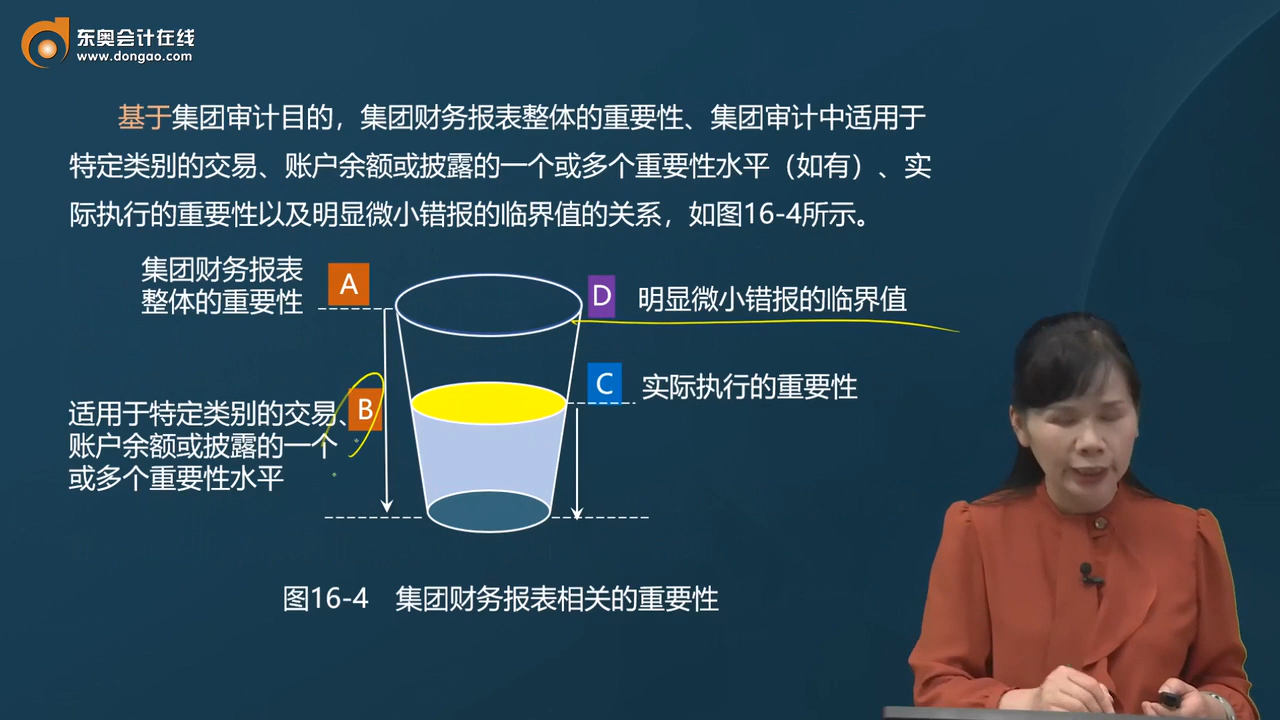 东奥会计在线
www.dongao.com
基于集团审计目的，集团财务报表整体的重要性、集团审计中适用于
特定类别的交易、账户余额或披露的一个或多个重要性水平（如有）、实
际执行的重要性以及明显微小错报的临界值的关系，如图16-4所示。
集团财务报表
整体的重要性
A
D
明显微小错报的临界值
C
实际执行的重要性
适用于特定类别的交易、
账户余额或披露的一个
或多个重要性水平
B
图16-4 集团财务报表相关的重要性